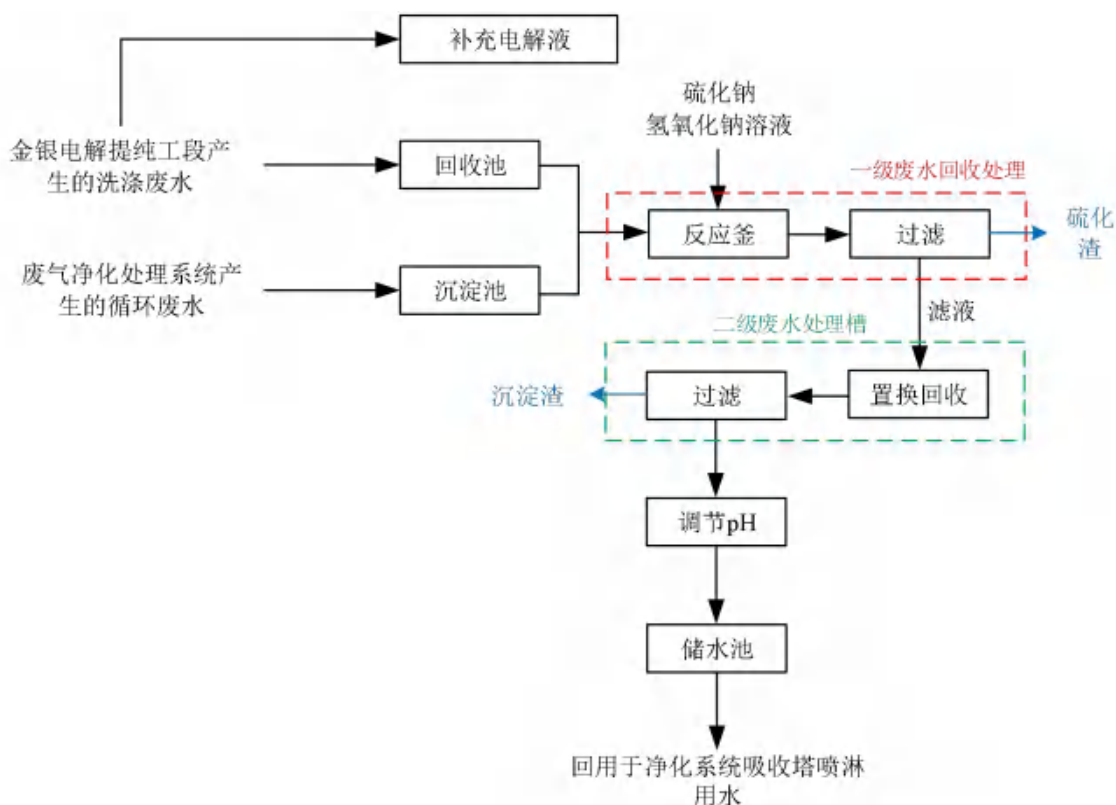 补充电解液
硫化钠
氢氧化钠溶液
金银电解提纯工段产
生的洗涤废水
回收池
一级废水回收处理
反应釜
过滤
硫化
渣
废气净化处理系统产
生的循环废水
沉淀池
滤液
二级废水处理槽
沉淀渣
过滤
置换回收
调节pH
储水池
回用于净化系统吸收塔喷淋
用水